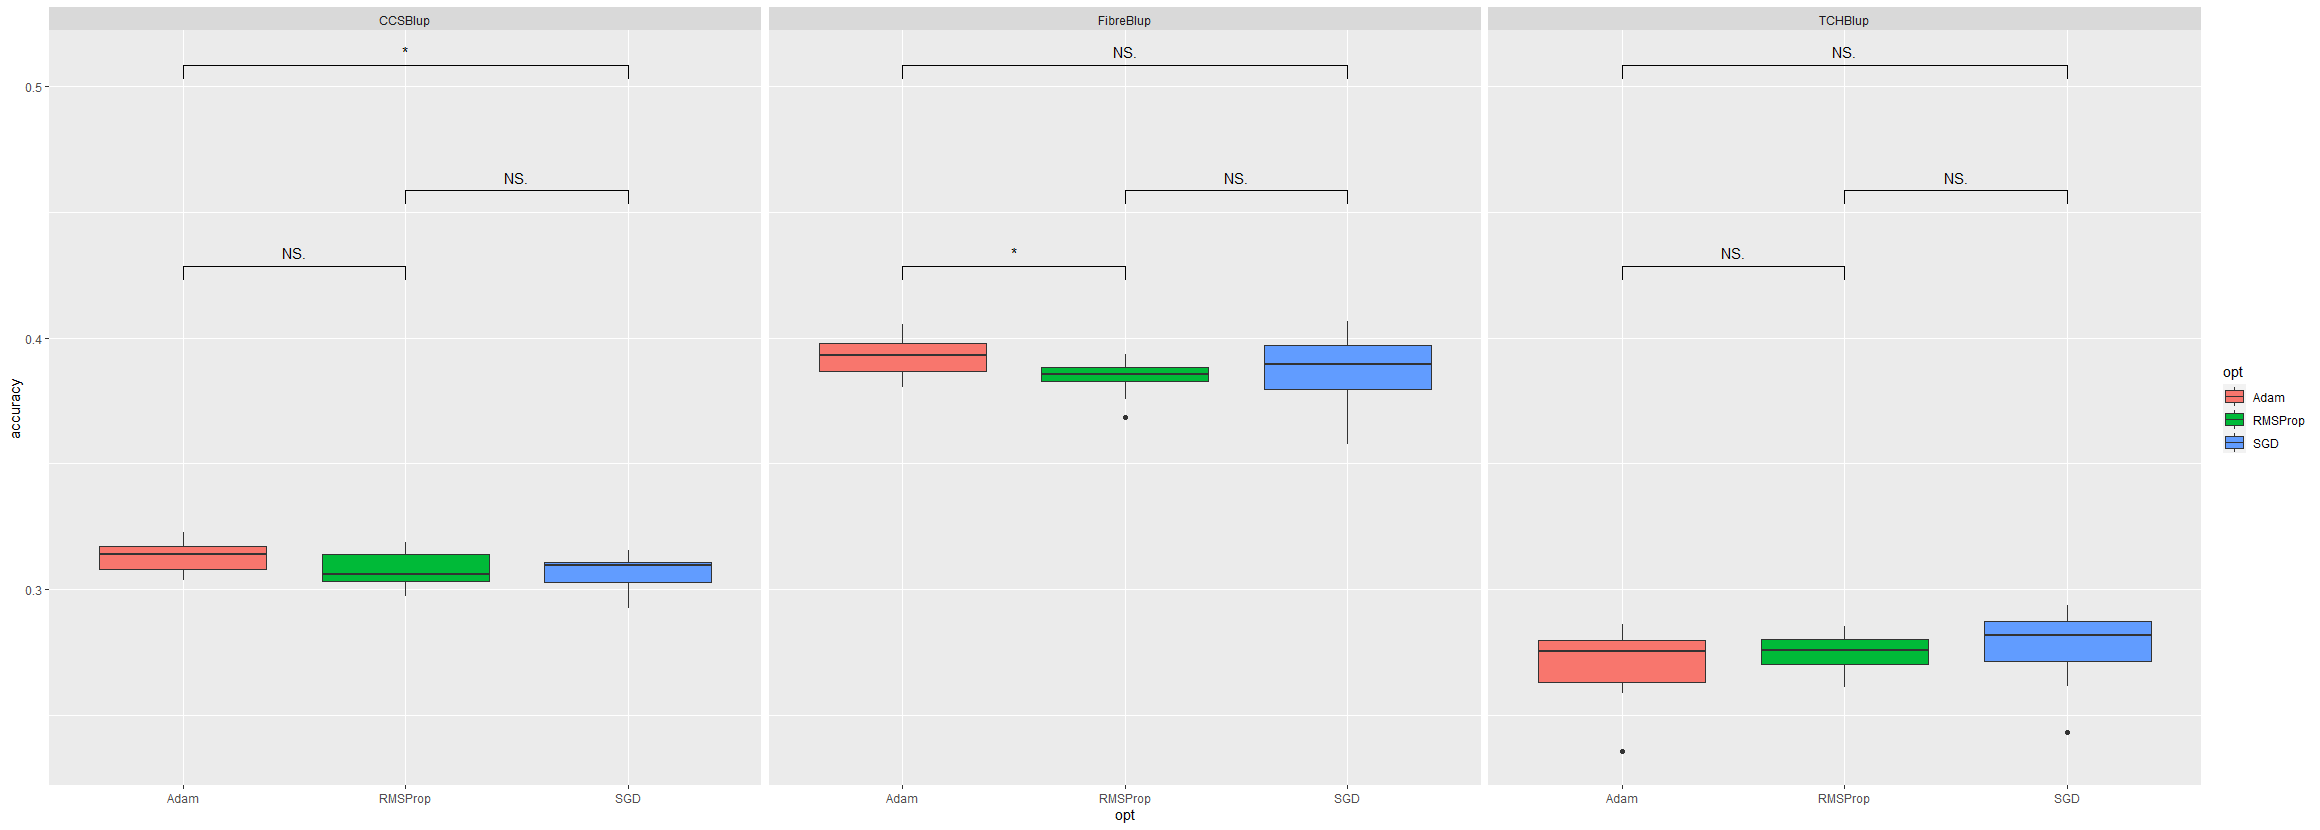 CCSBlup
FibreBlup
TCHBlup
*
NS.
NS.
NS.
NS.
*
NS.
NS.
NS.
0.5
0.4
0.3
accuracy
Adam
RMSProp
SGD
Adam
RMSProp
SGD
Adam
RMSProp
SGD
opt
opt
Adam
RMSProp
SGD